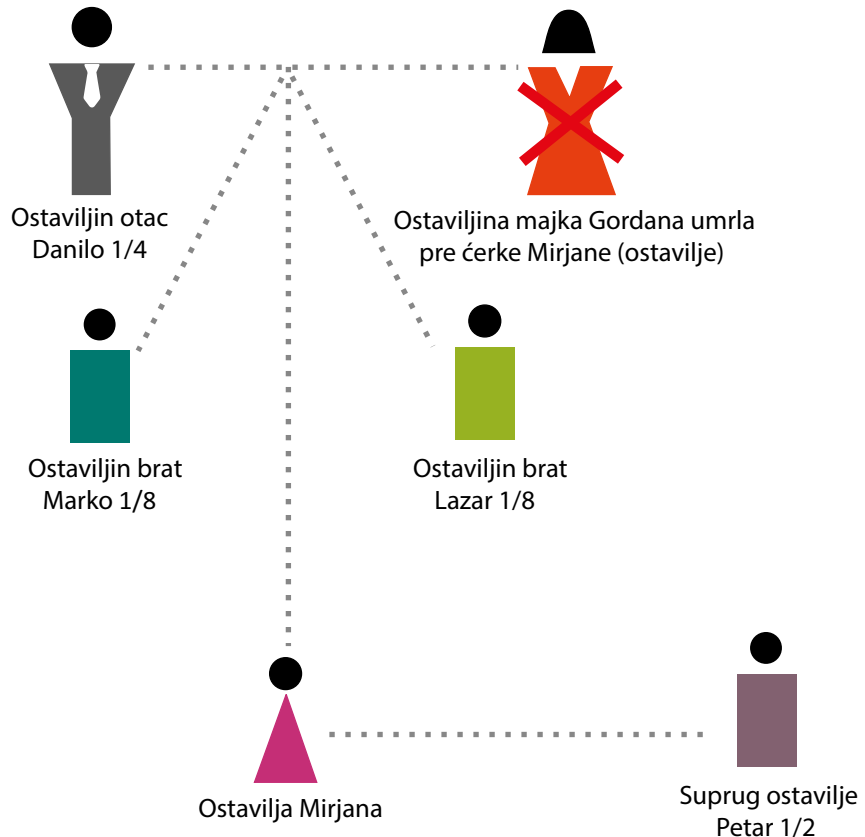 Ostaviljin otac
Danilo 1/4
Ostaviljina majka Gordana umrla
pre ćerke Mirjane (ostavilje)
Ostaviljin brat
Marko 1/8
Ostaviljin brat
Lazar 1/8
Ostavilja Mirjana
Suprug ostavilje
Petar 1/2